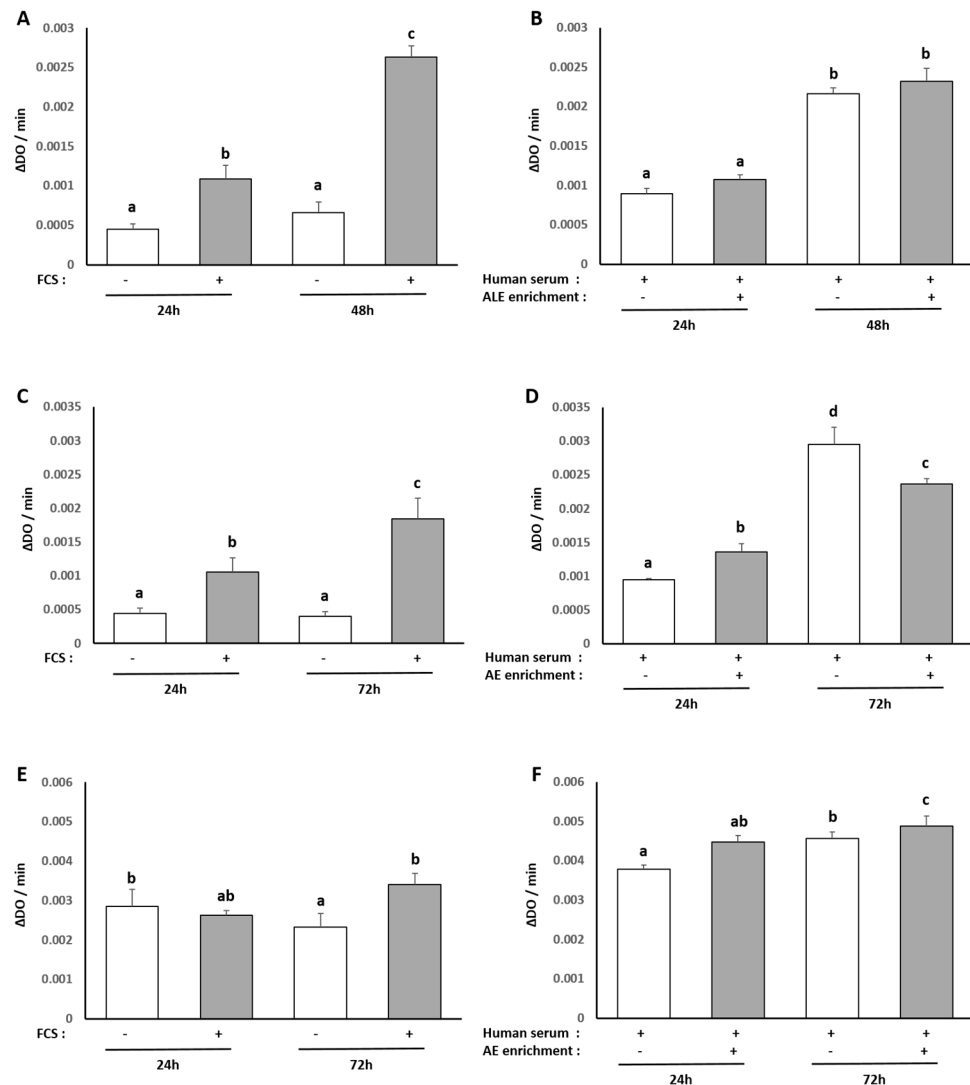 A
0.003
0.0025
0.002
0.0015
0.001
0.0005
0
ΔDO / min
a
b
a
c
FCS : - + - +
24h 48h
B
0.003
0.0025
0.002
0.0015
0.001
0.0005
0
ΔDO / min
a
a
b
b
Human serum : + + + +
ALE enrichment : - + - +
24h 48h
C
0.0035
0.003
0.0025
0.002
0.0015
0.001
0.0005
0
ΔDO / min
a
b
a
c
FCS : - + - +
24h 72h
D
0.0035
0.003
0.0025
0.002
0.0015
0.001
0.0005
0
ΔDO / min
a
b
d
c
Human serum : + + + +
AE enrichment : - + - +
24h 72h
E
0.006
0.005
0.004
0.003
0.002
0.001
0
ΔDO / min
b
ab
a
b
FCS : - + - +
24h 72h
F
0.006
0.005
0.004
0.003
0.002
0.001
0
ΔDO / min
a
ab
b
c
Human serum : + + + +
AE enrichment : - + - +
24h 72h